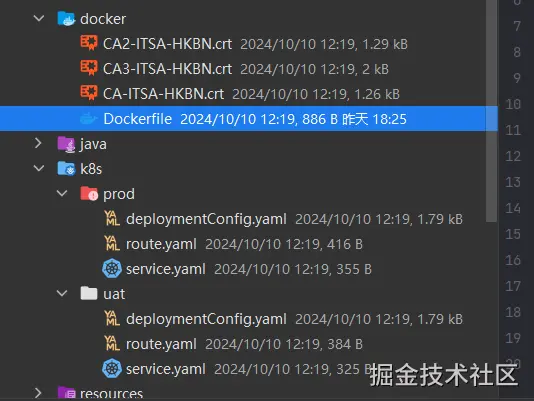 docker
CA2-ITSA-HKBN.crt 2024/10/10 12:19, 1.29 kB
CA3-ITSA-HKBN.crt 2024/10/10 12:19, 2 kB
CA-ITSA-HKBN.crt 2024/10/10 12:19, 1.26 kB
Dockerfile 2024/10/10 12:19, 886 B 昨天 18:25
java
k8s
prod
deploymentConfig.yaml 2024/10/10 12:19, 1.79 kB
route.yaml 2024/10/10 12:19, 416 B
service.yaml 2024/10/10 12:19, 355 B
uat
deploymentConfig.yaml 2024/10/10 12:19, 1.79 kB
route.yaml 2024/10/10 12:19, 384 B
service.yaml 2024/10/10 12:19, 325 B
resources
7
8
9
10
11
12
13
14
15
16
17
18
19
掘金技术社区